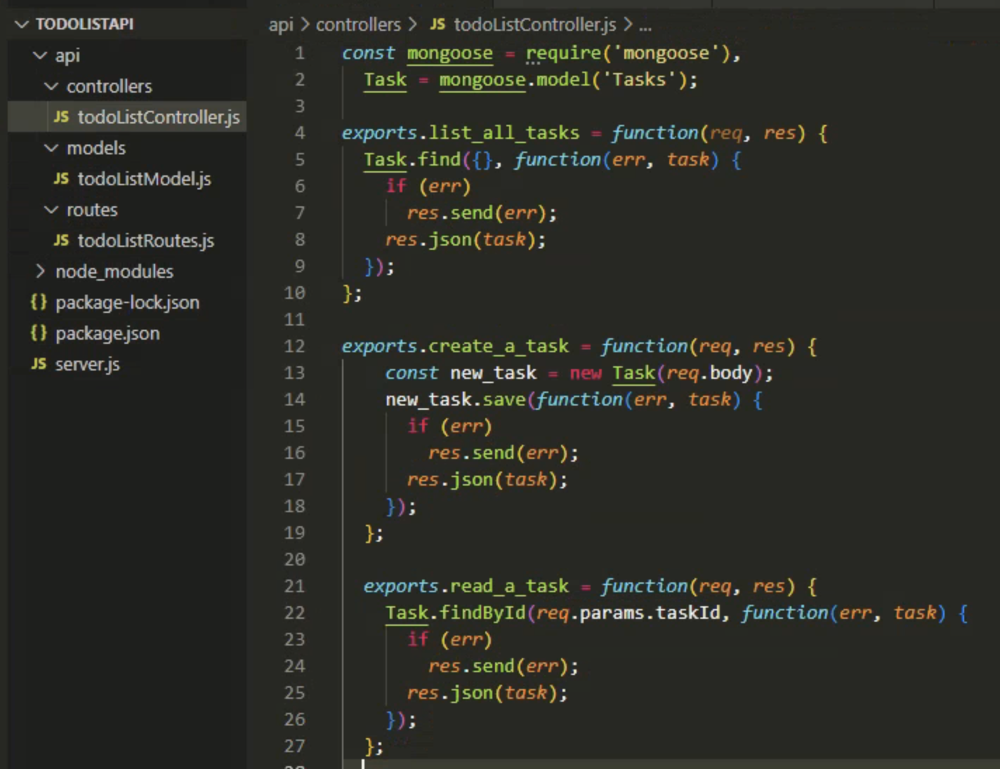 TODOLISTAPI
api
controllers
JS todoListController.js
models
JS todoListModel.js
routes
JS todoListRoutes.js
node_modules
{} package-lock.json
{} package.json
JS server.js
api > controllers > JS todoListController.js > ...
1 const mongoose = require('mongoose'),
2   Task = mongoose.model('Tasks');
3
4 exports.list_all_tasks = function(req, res) {
5   Task.find({}, function(err, task) {
6     if (err)
7       res.send(err);
8     res.json(task);
9   });
10 };
11
12 exports.create_a_task = function(req, res) {
13     const new_task = new Task(req.body);
14     new_task.save(function(err, task) {
15       if (err)
16         res.send(err);
17       res.json(task);
18     });
19   };
20
21   exports.read_a_task = function(req, res) {
22     Task.findById(req.params.taskId, function(err, task) {
23       if (err)
24         res.send(err);
25       res.json(task);
26     });
27   };